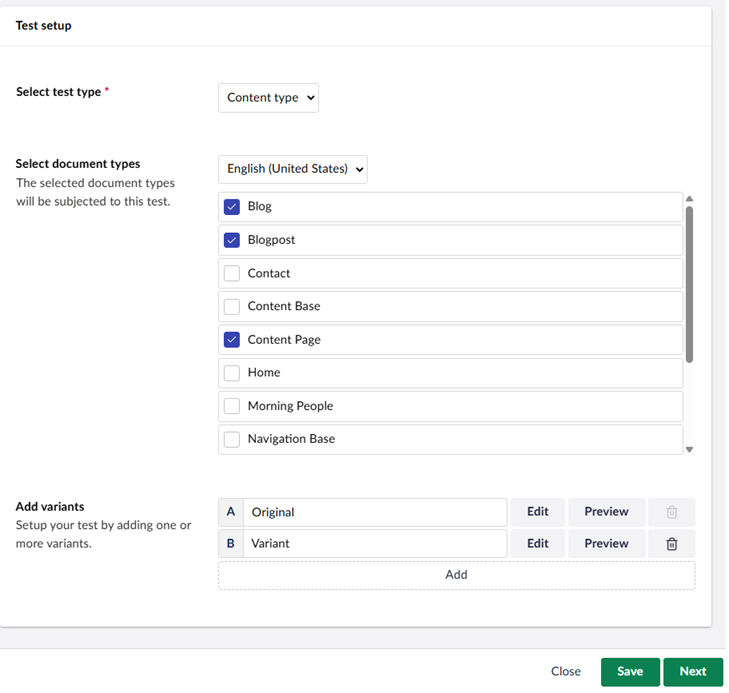 Test setup
Select test type *
Content type
Select document types
The selected document types
will be subjected to this test.
English (United States)
Blog
Blogpost
Contact
Content Base
Content Page
Home
Morning People
Navigation Base
Add variants
Setup your test by adding one or
more variants.
A Original Edit Preview
B Variant Edit Preview
Add
Close Save Next